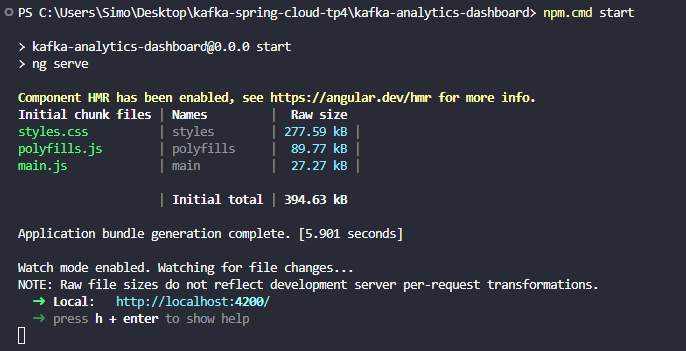 PS C:\Users\Simo\Desktop\kafka-spring-cloud-tp4\kafka-analytics-dashboard> npm.cmd start
> kafka-analytics-dashboard@0.0.0 start
> ng serve
Component HMR has been enabled, see https://angular.dev/hmr for more info.
Initial chunk files | Names | Raw size
styles.css | styles | 277.59 kB |
polyfills.js | polyfills | 89.77 kB |
main.js | main | 27.27 kB |
| Initial total | 394.63 kB
Application bundle generation complete. [5.901 seconds]
Watch mode enabled. Watching for file changes...
NOTE: Raw file sizes do not reflect development server per-request transformations.
➜ Local: http://localhost:4200/
➜ press h + enter to show help